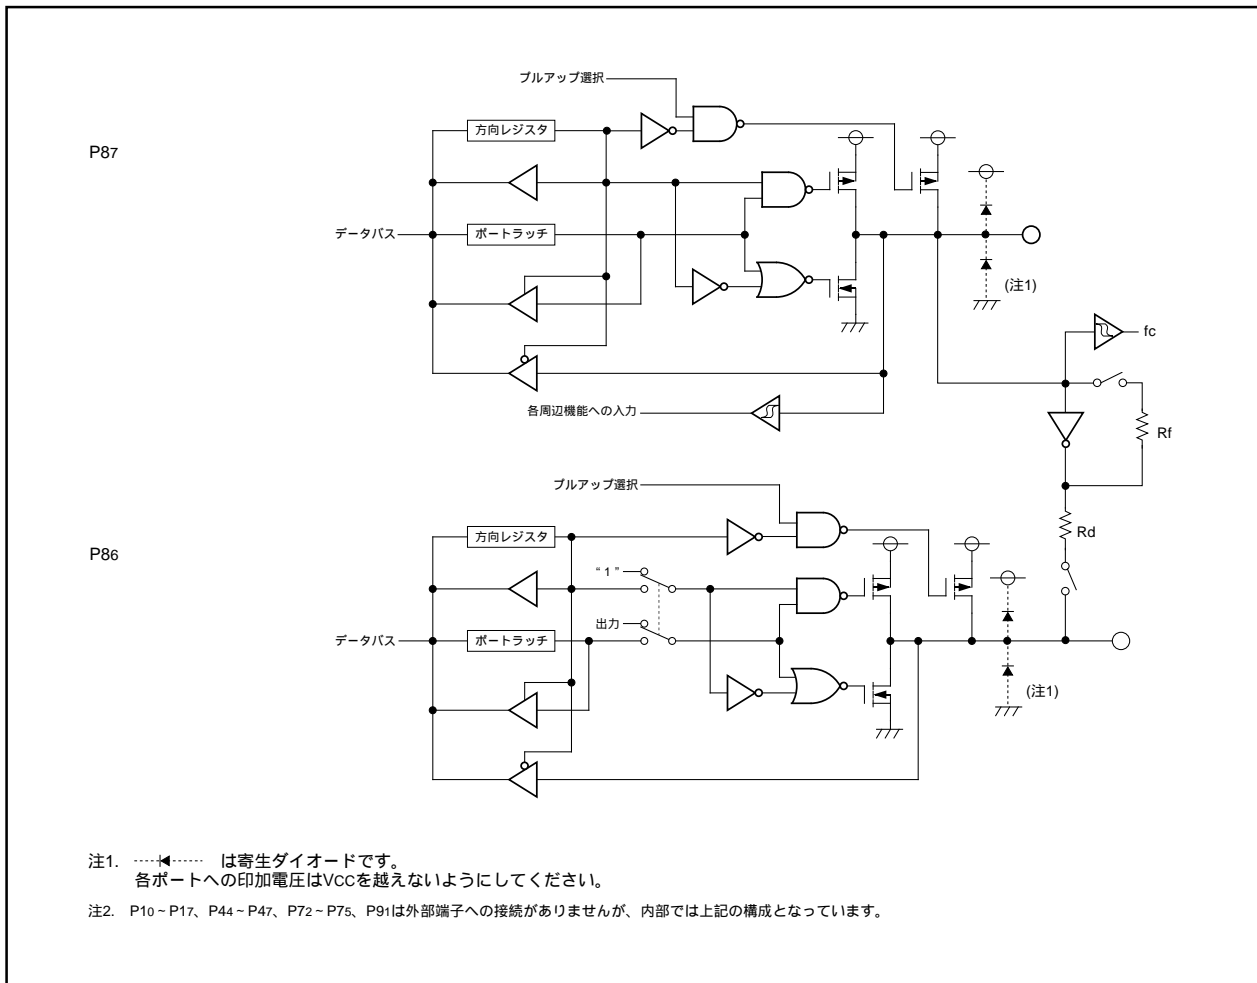 プルアップ選択
方向レジスタ
P87
データバス
ポートラッチ
(注1)
fc
各周辺機能への入力
Rf
プルアップ選択
Rd
方向レジスタ
P86
“1”
出力
データバス
ポートラッチ
(注1)
注1. は寄生ダイオードです。
各ポートへの印加電圧はVCCを越えないようにしてください。
注2. P10~P17、P44~P47、P72~P75、P91は外部端子への接続がありませんが、内部では上記の構成となっています。